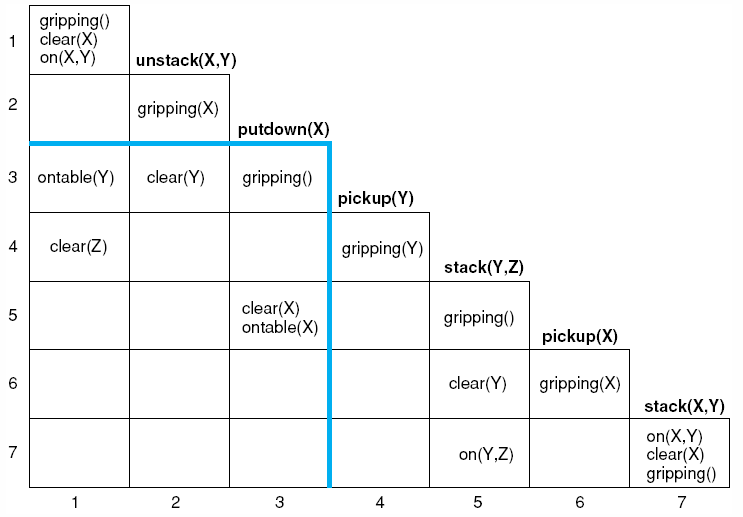 gripping()
1 clear(X)
on(X,Y) unstack(X,Y)
2 gripping(X)
putdown(X)
3 ontable(Y) clear(Y) gripping()
pickup(Y)
4 clear(Z) gripping(Y)
stack(Y,Z)
clear(X)
5 ontable(X) gripping()
pickup(X)
6 clear(Y) gripping(X)
stack(X,Y)
on(X,Y)
7 on(Y,Z) clear(X)
gripping()
1 2 3 4 5 6 7